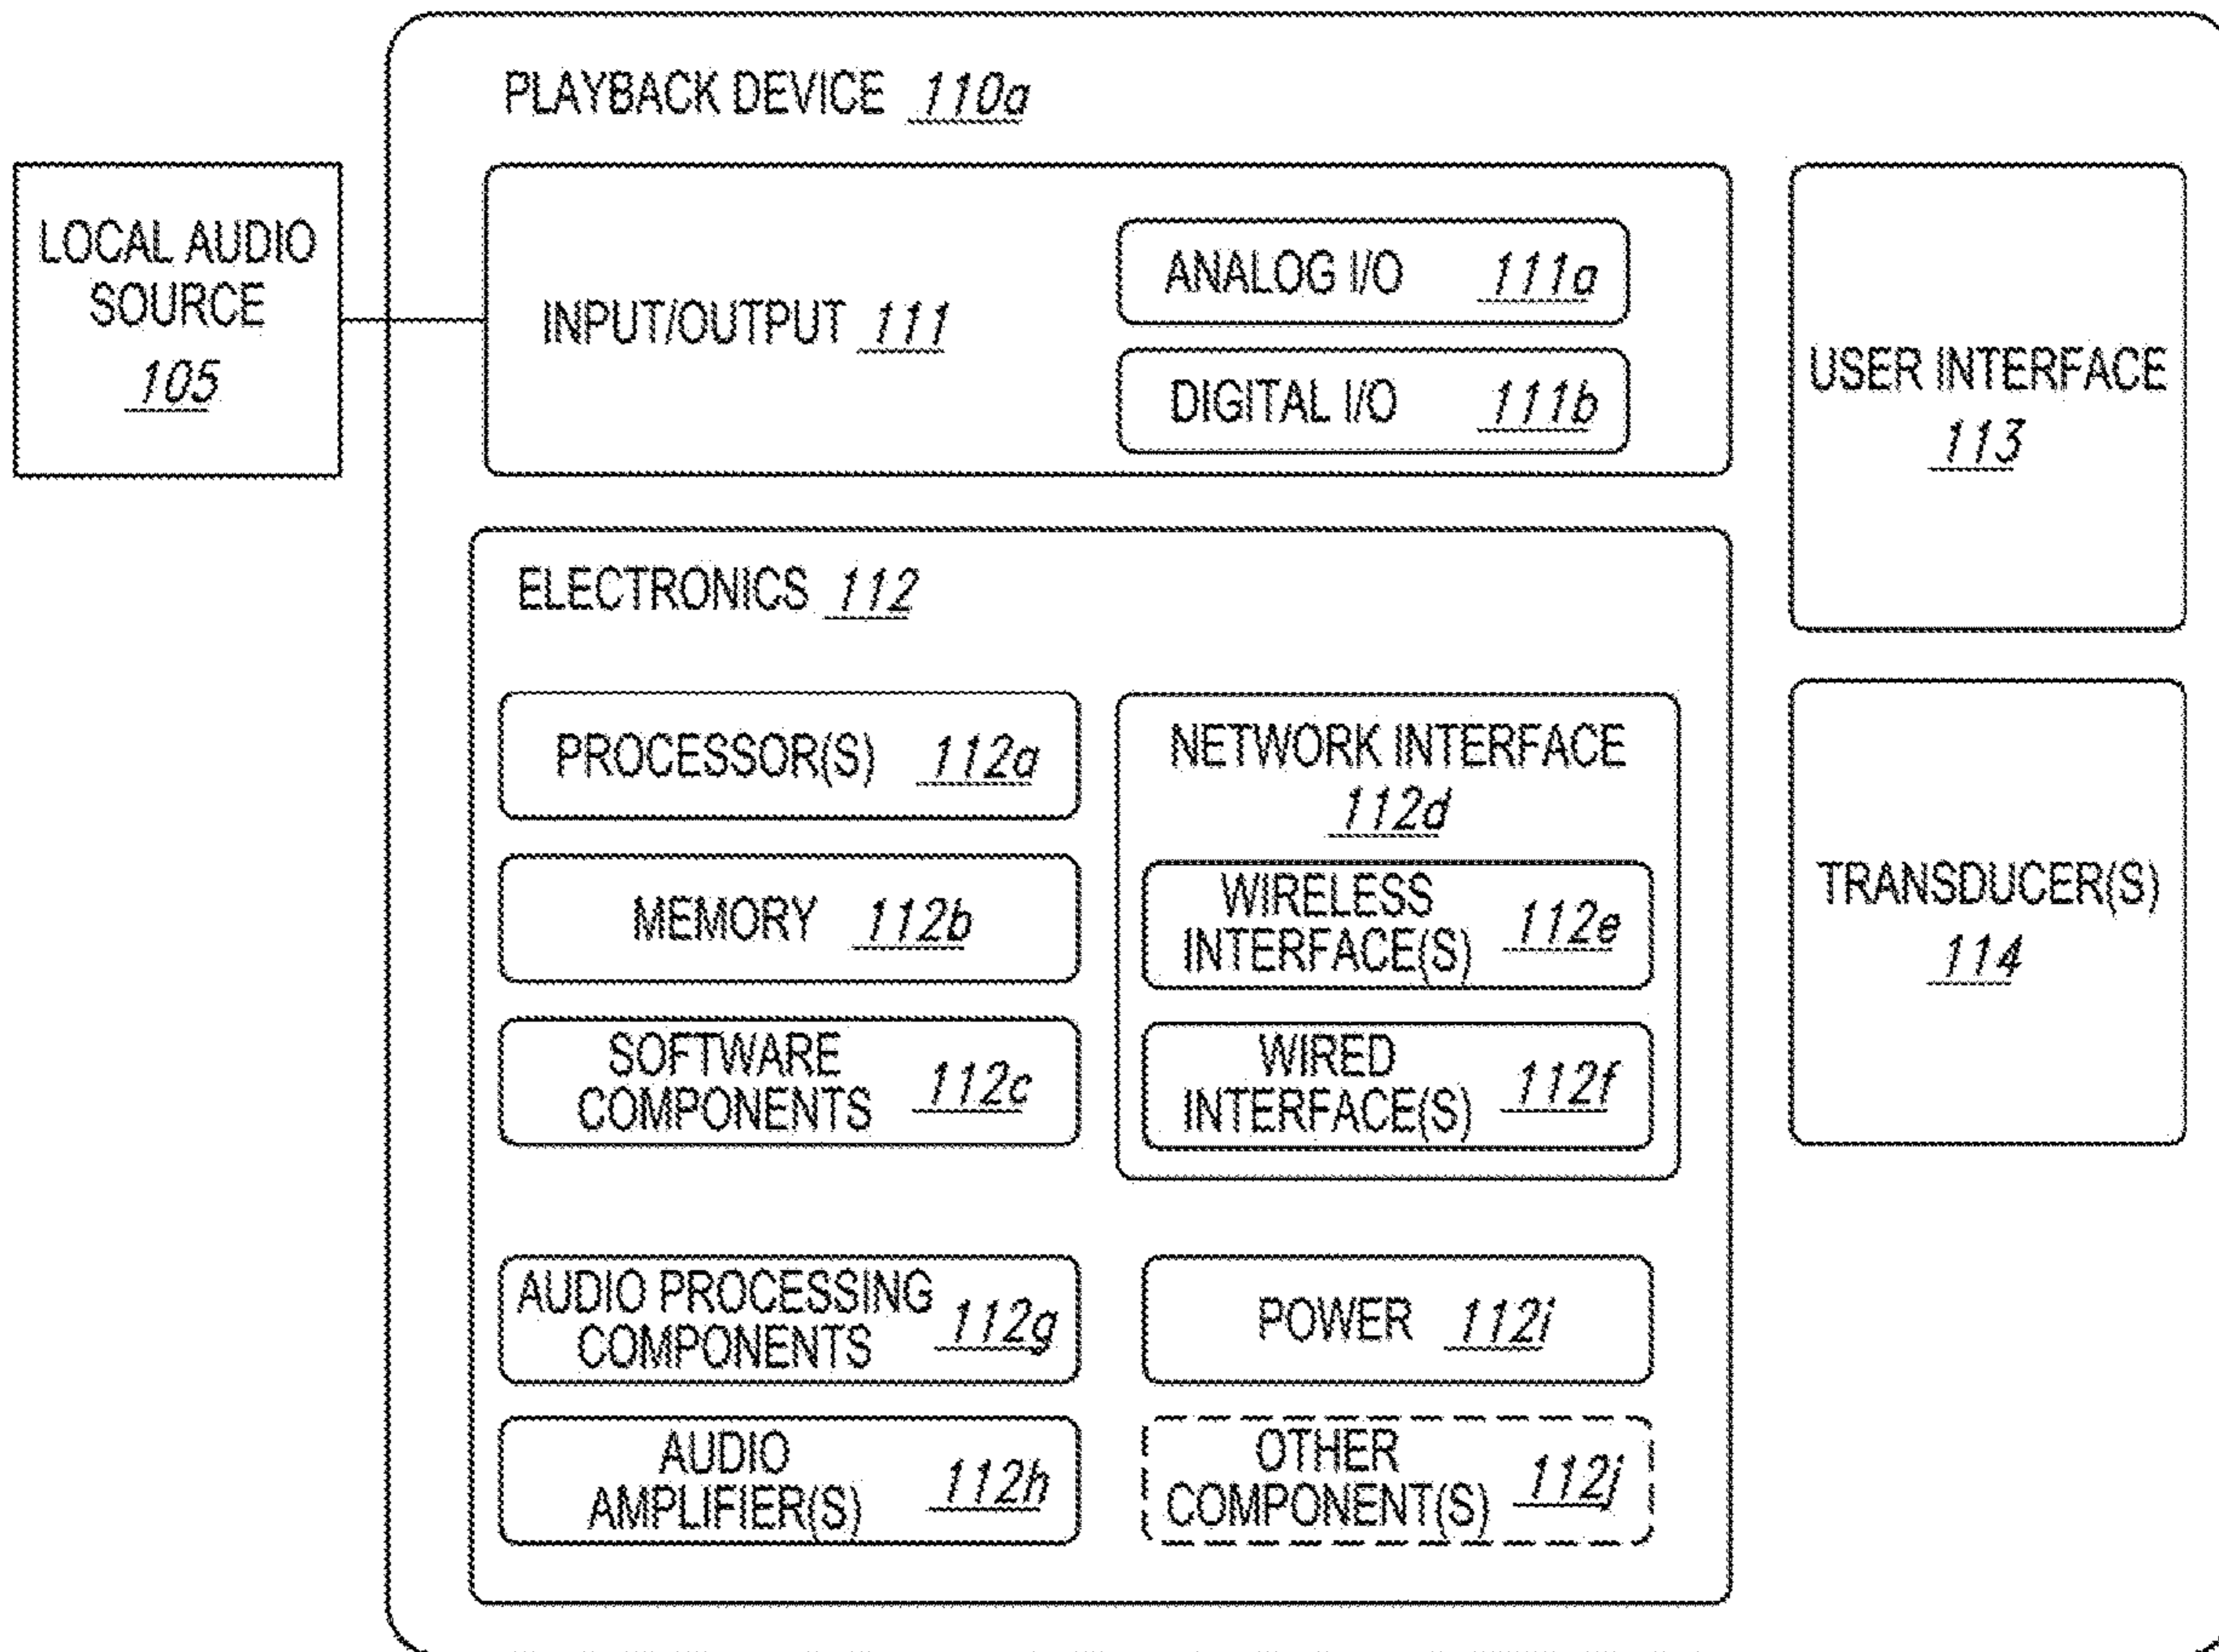 PLAYBACK DEVICE 110a
LOCAL AUDIO
SOURCE
105
INPUT/OUTPUT 111
ANALOG I/O 111a
DIGITAL I/O 111b
USER INTERFACE
113
ELECTRONICS 112
PROCESSOR(S) 112a
MEMORY 112b
SOFTWARE
COMPONENTS 112c
NETWORK INTERFACE
112d
WIRELESS
INTERFACE(S) 112e
WIRED
INTERFACE(S) 112f
TRANSDUCER(S)
114
AUDIO PROCESSING
COMPONENTS 112g
POWER 112i
AUDIO
AMPLIFIER(S) 112h
OTHER
COMPONENT(S) 112j